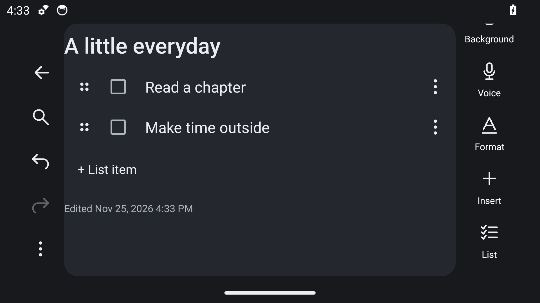 4:33
A little everyday
Read a chapter
Make time outside
+ List item
Edited Nov 25, 2026 4:33 PM
Background
Voice
Format
Insert
List